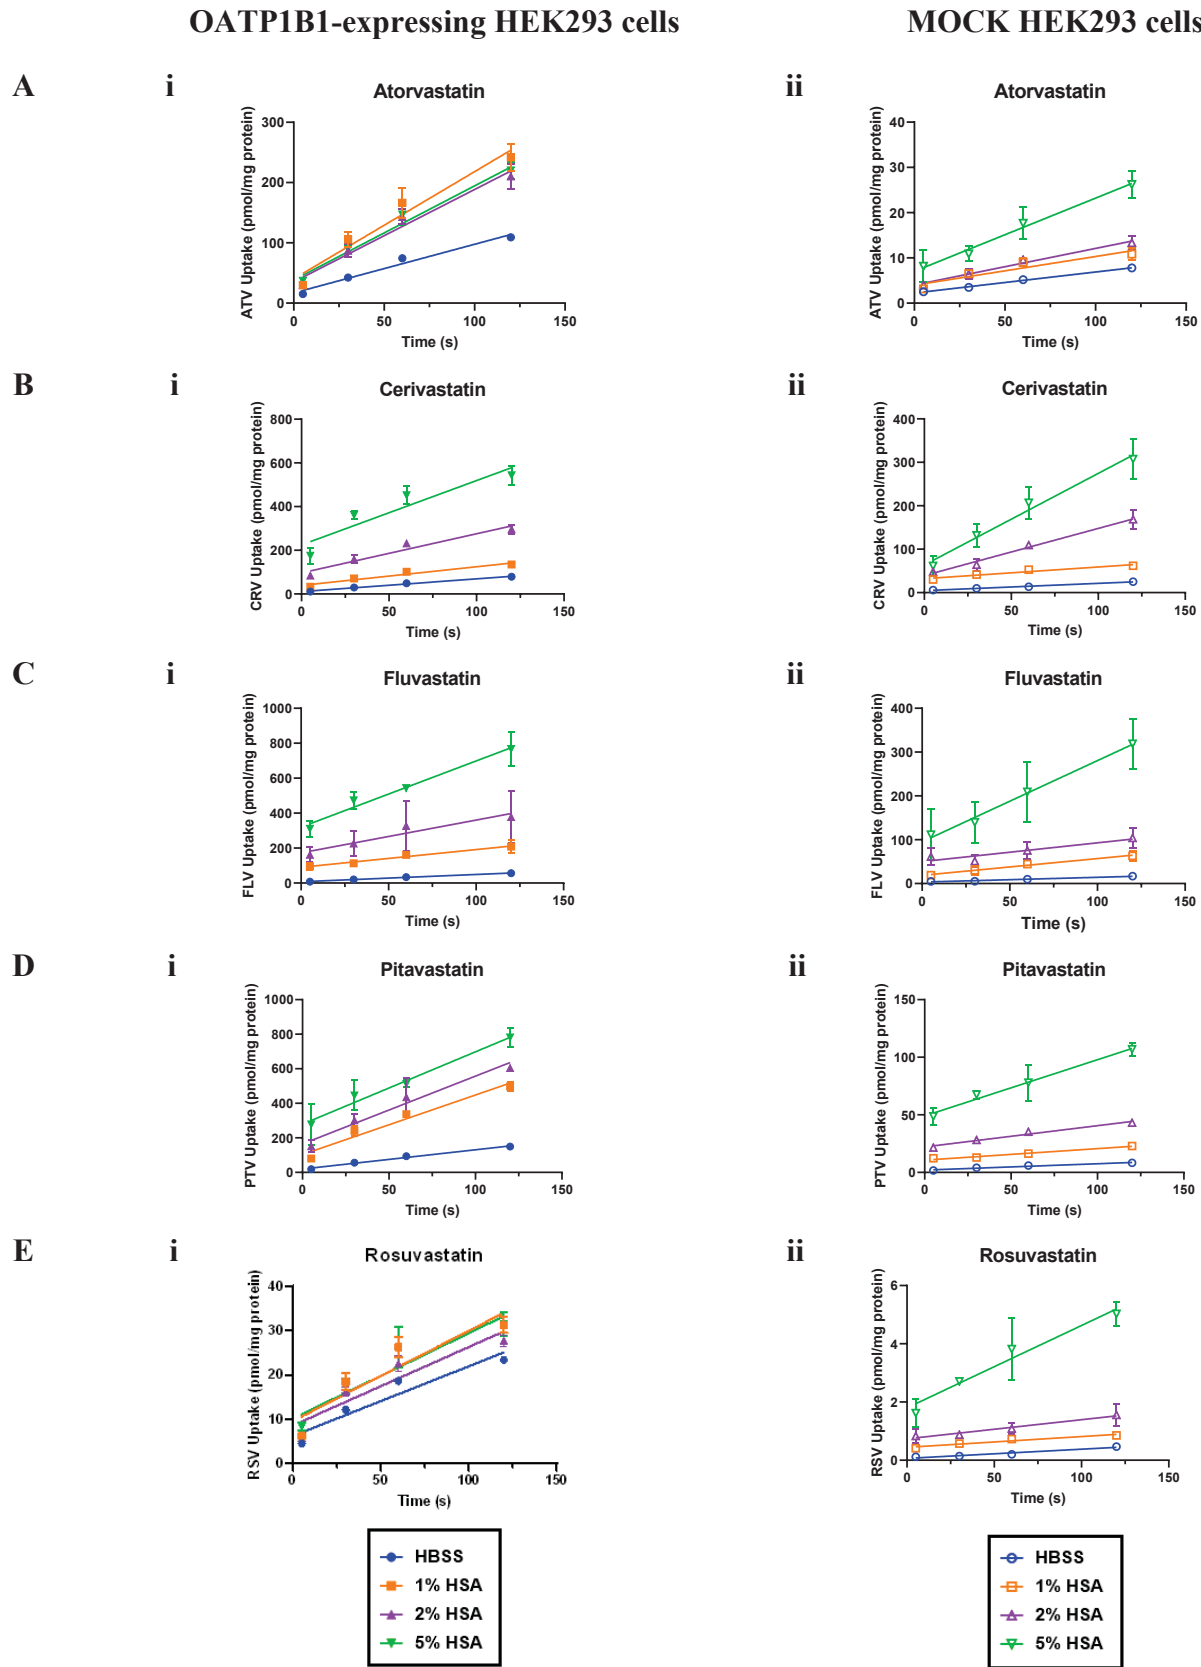 OATP1B1-expressing HEK293 cells
MOCK HEK293 cells
A
i
Atorvastatin
ATV Uptake (pmol/mg protein)
300
200
100
0
0 50 100 150
Time (s)
ii
Atorvastatin
ATV Uptake (pmol/mg protein)
40
30
20
10
0
0 50 100 150
Time (s)
B
i
Cerivastatin
CRV Uptake (pmol/mg protein)
800
600
400
200
0
0 50 100 150
Time (s)
ii
Cerivastatin
CRV Uptake (pmol/mg protein)
400
300
200
100
0
0 50 100 150
Time (s)
C
i
Fluvastatin
FLV Uptake (pmol/mg protein)
1000
800
600
400
200
0
0 50 100 150
Time (s)
ii
Fluvastatin
FLV Uptake (pmol/mg protein)
400
300
200
100
0
0 50 100 150
Time (s)
D
i
Pitavastatin
PTV Uptake (pmol/mg protein)
1000
800
600
400
200
0
0 50 100 150
Time (s)
ii
Pitavastatin
PTV Uptake (pmol/mg protein)
150
100
50
0
0 50 100 150
Time (s)
E
i
Rosuvastatin
RSV Uptake (pmol/mg protein)
40
30
20
10
0
0 50 100 150
Time (s)
ii
Rosuvastatin
RSV Uptake (pmol/mg protein)
6
4
2
0
0 50 100 150
Time (s)
HBSS
1% HSA
2% HSA
5% HSA
HBSS
1% HSA
2% HSA
5% HSA